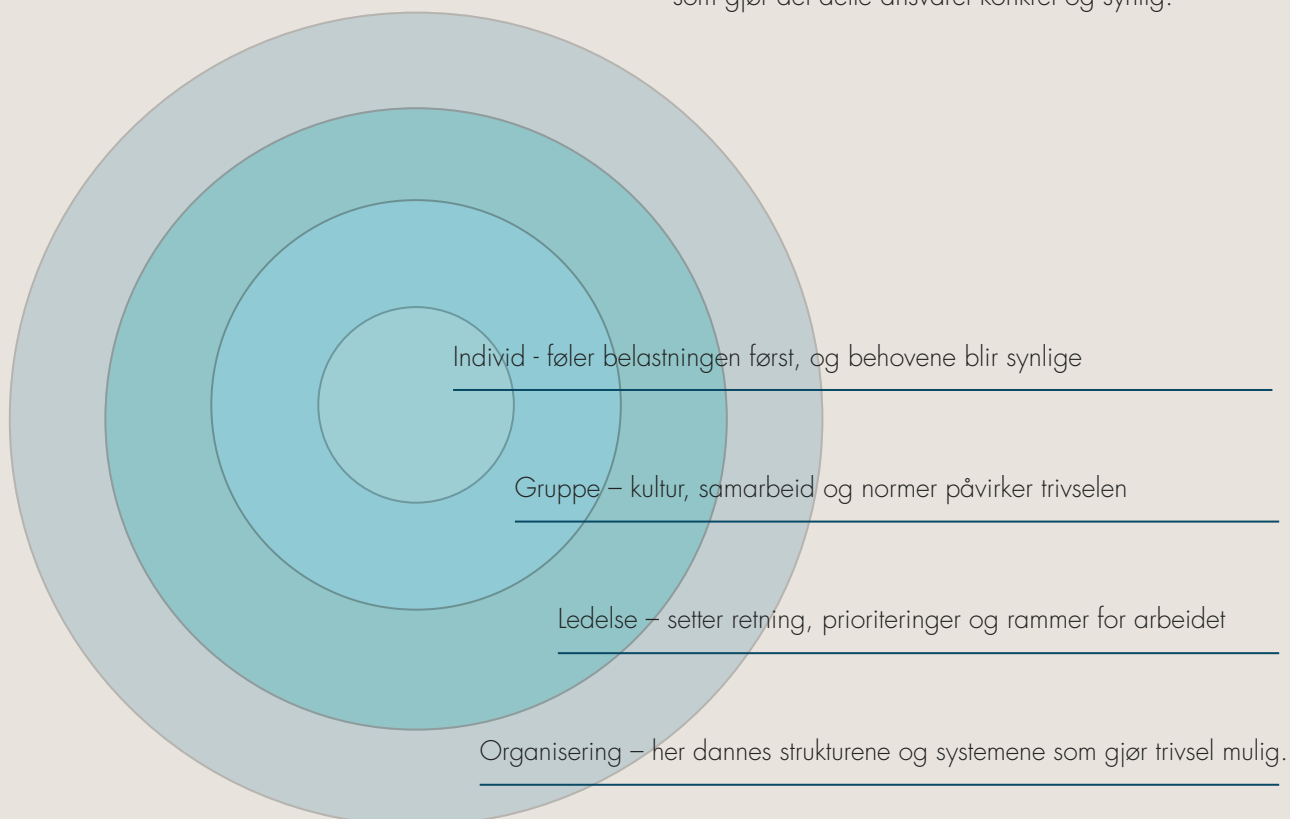 som gjør det delte ansvaret konkret og synlig.
Individ - føler belastningen først, og behovene blir synlige
Gruppe – kultur, samarbeid og normer påvirker trivselen
Ledelse – setter retning, prioriteringer og rammer for arbeidet
Organisering – her dannes strukturene og systemene som gjør trivsel mulig.